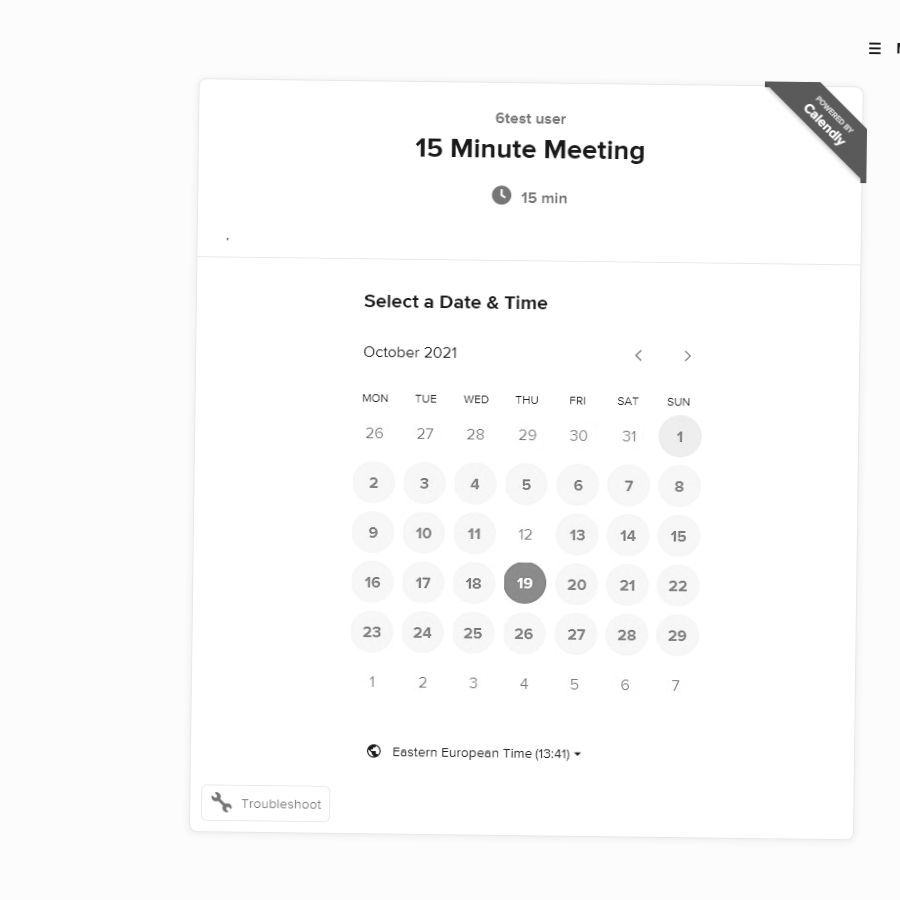 POWERED BY
Calendly
6test user
15 Minute Meeting
15 min
Select a Date & Time
October 2021
MON TUE WED THU FRI SAT SUN
26 27 28 29 30 31 1
2 3 4 5 6 7 8
9 10 11 12 13 14 15
16 17 18 19 20 21 22
23 24 25 26 27 28 29
1 2 3 4 5 6 7
Eastern European Time (13:41)
Troubleshoot